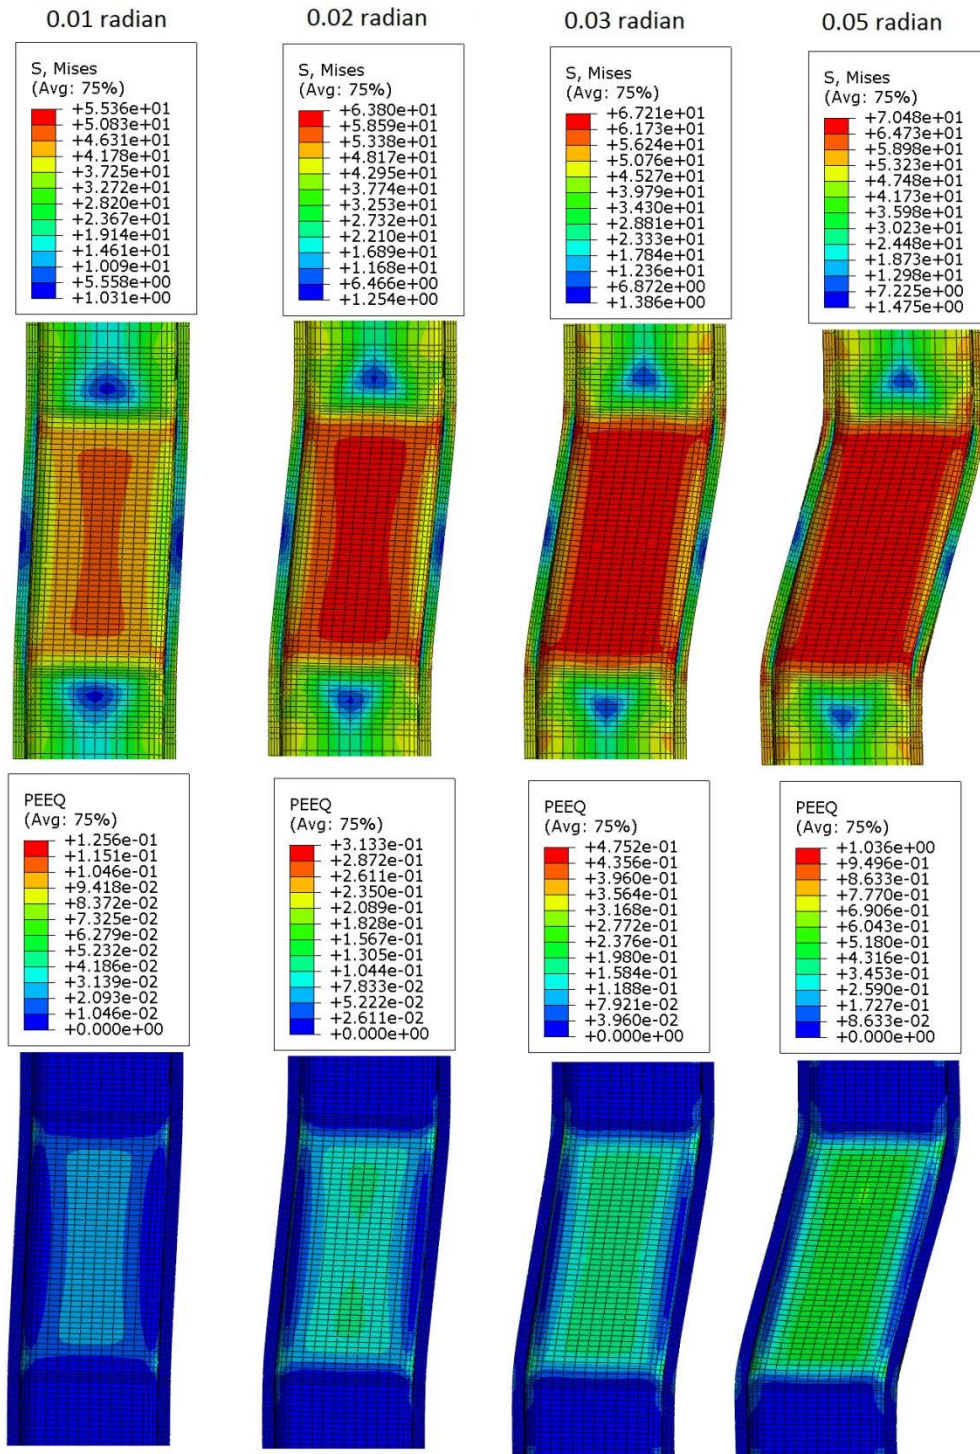 0.01 radian
0.02 radian
0.03 radian
0.05 radian
S, Mises
(Avg: 75%)
+5.536e+01
+5.083e+01
+4.631e+01
+4.178e+01
+3.725e+01
+3.272e+01
+2.820e+01
+2.367e+01
+1.914e+01
+1.461e+01
+1.009e+01
+5.558e+00
+1.031e+00
S, Mises
(Avg: 75%)
+6.380e+01
+5.859e+01
+5.338e+01
+4.817e+01
+4.295e+01
+3.774e+01
+3.253e+01
+2.732e+01
+2.210e+01
+1.689e+01
+1.168e+01
+6.466e+00
+1.254e+00
S, Mises
(Avg: 75%)
+6.721e+01
+6.173e+01
+5.624e+01
+5.076e+01
+4.527e+01
+3.979e+01
+3.430e+01
+2.881e+01
+2.333e+01
+1.784e+01
+1.236e+01
+6.872e+00
+1.386e+00
S, Mises
(Avg: 75%)
+7.048e+01
+6.473e+01
+5.898e+01
+5.323e+01
+4.748e+01
+4.173e+01
+3.598e+01
+3.023e+01
+2.448e+01
+1.873e+01
+1.298e+01
+7.225e+00
+1.475e+00
PEEQ
(Avg: 75%)
+1.256e-01
+1.151e-01
+1.046e-01
+9.418e-02
+8.372e-02
+7.325e-02
+6.279e-02
+5.232e-02
+4.186e-02
+3.139e-02
+2.093e-02
+1.046e-02
+0.000e+00
PEEQ
(Avg: 75%)
+3.133e-01
+2.872e-01
+2.611e-01
+2.350e-01
+2.089e-01
+1.828e-01
+1.567e-01
+1.305e-01
+1.044e-01
+7.833e-02
+5.222e-02
+2.611e-02
+0.000e+00
PEEQ
(Avg: 75%)
+4.752e-01
+4.356e-01
+3.960e-01
+3.564e-01
+3.168e-01
+2.772e-01
+2.376e-01
+1.980e-01
+1.584e-01
+1.188e-01
+7.921e-02
+3.960e-02
+0.000e+00
PEEQ
(Avg: 75%)
+1.036e+00
+9.496e-01
+8.633e-01
+7.770e-01
+6.906e-01
+6.043e-01
+5.180e-01
+4.316e-01
+3.453e-01
+2.590e-01
+1.727e-01
+8.633e-02
+0.000e+00